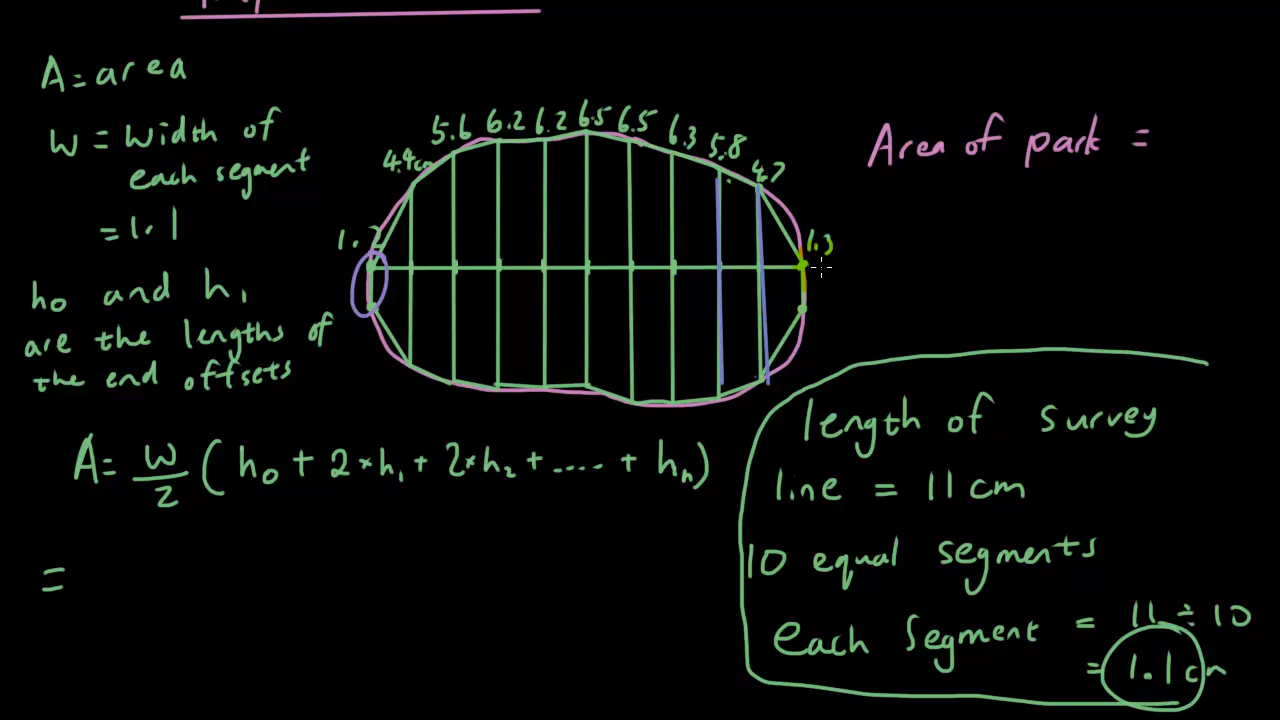 A = area
w = width of
each segment
= 1.1
h₀ and h₁
are the lengths of
the end offsets
1.2
4.4cm
5.6
6.2
6.2
6.5
6.5
6.3
5.8
4.7
1.3
Area of park =
A = w/2 ( h₀ + 2 × h₁ + 2 × h₂ + ..... + hₙ )
=
length of survey
line = 11 cm
10 equal segments
each segment = 11 ÷ 10
= 1.1 cm